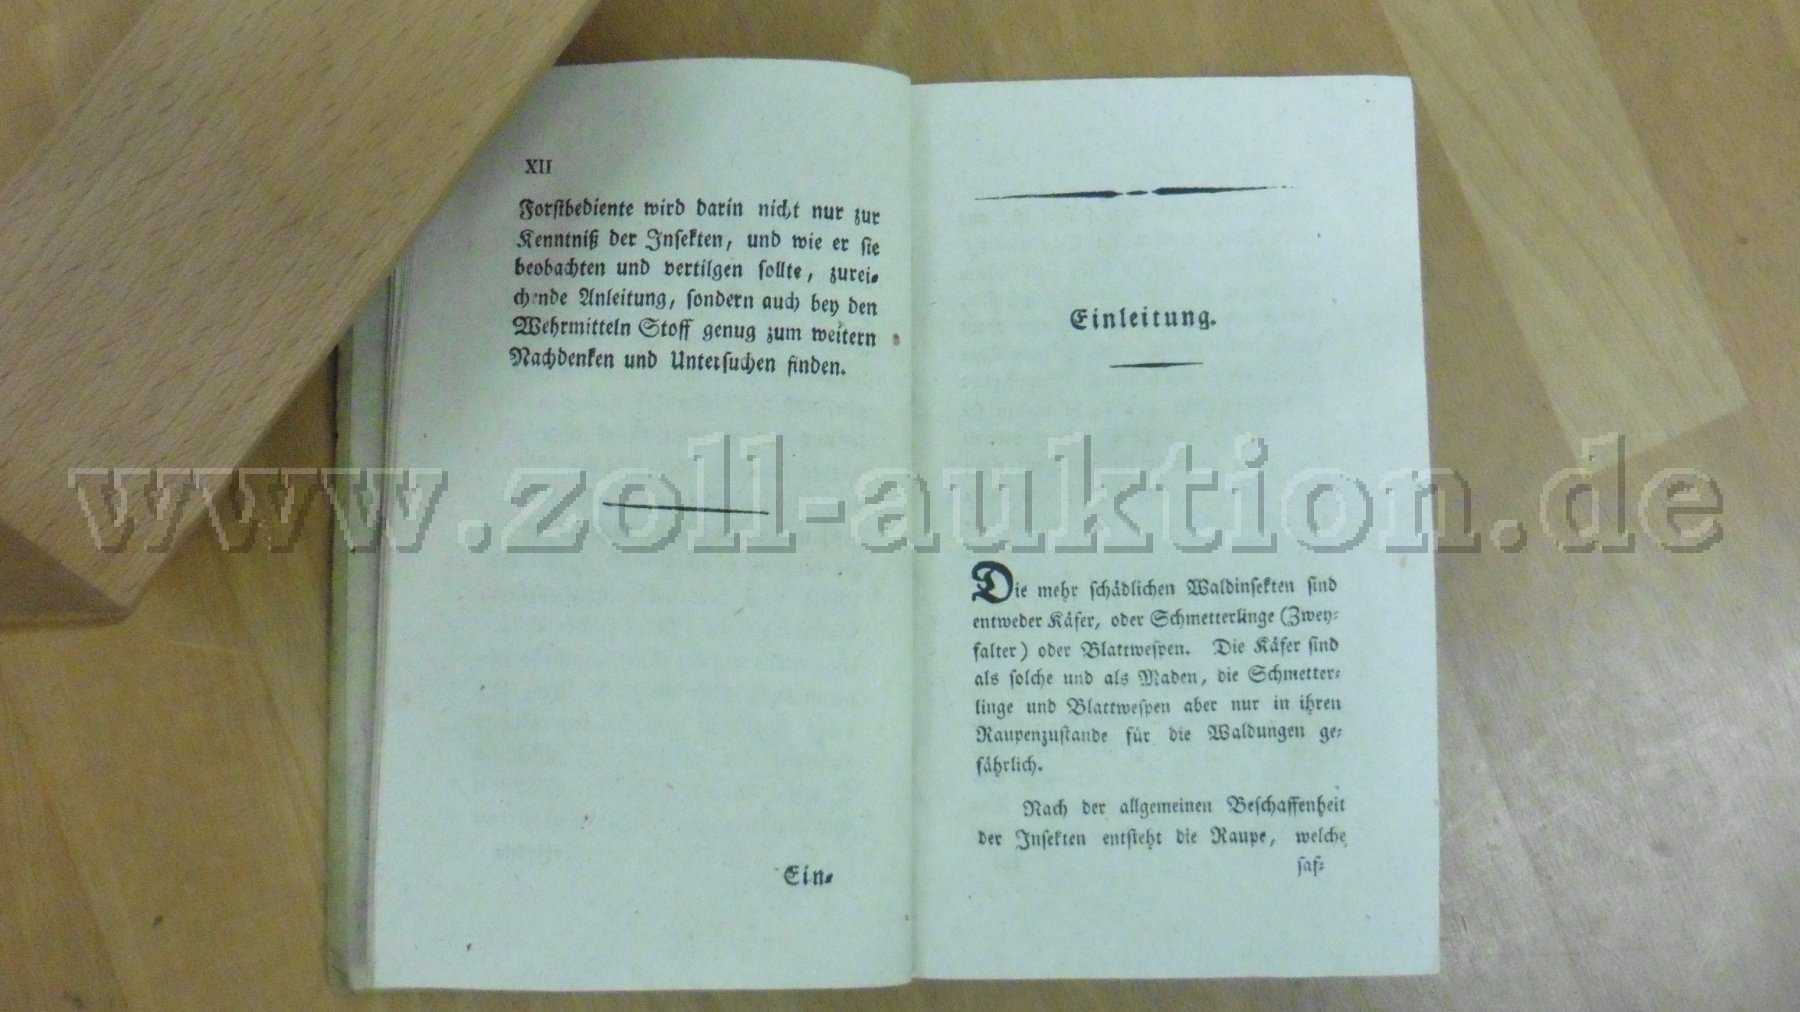 XII
Forſtbediente wird darin nicht nur zur
Kenntniß der Inſekten, und wie er ſie
beobachten und vertilgen ſollte, zurei-
chende Anleitung, ſondern auch bey den
Wehrmitteln Stoff genug zum weitern
Nachdenken und Unterſuchen finden.
Ein-
Einleitung.
Die mehr ſchädlichen Waldinſekten ſind
entweder Käfer, oder Schmetterlinge (Zwey-
falter) oder Blattweſpen. Die Käfer ſind
als ſolche und als Maden, die Schmetter-
linge und Blattweſpen aber nur in ihren
Raupenzuſtande für die Waldungen ge-
fährlich.
Nach der allgemeinen Beſchaffenheit
der Inſekten entſteht die Raupe, welche
ſaf-
www.zoll-auktion.de